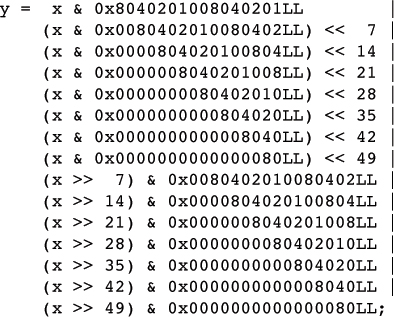 y =  x & 0x8040201008040201LL        |
    (x & 0x0080402010080402LL) <<  7 |
    (x & 0x0000804020100804LL) << 14 |
    (x & 0x0000008040201008LL) << 21 |
    (x & 0x0000000080402010LL) << 28 |
    (x & 0x0000000000804020LL) << 35 |
    (x & 0x0000000000008040LL) << 42 |
    (x & 0x0000000000000080LL) << 49 |
    (x >>  7) & 0x0080402010080402LL |
    (x >> 14) & 0x0000804020100804LL |
    (x >> 21) & 0x0000008040201008LL |
    (x >> 28) & 0x0000000080402010LL |
    (x >> 35) & 0x0000000000804020LL |
    (x >> 42) & 0x0000000000008040LL |
    (x >> 49) & 0x0000000000000080LL;